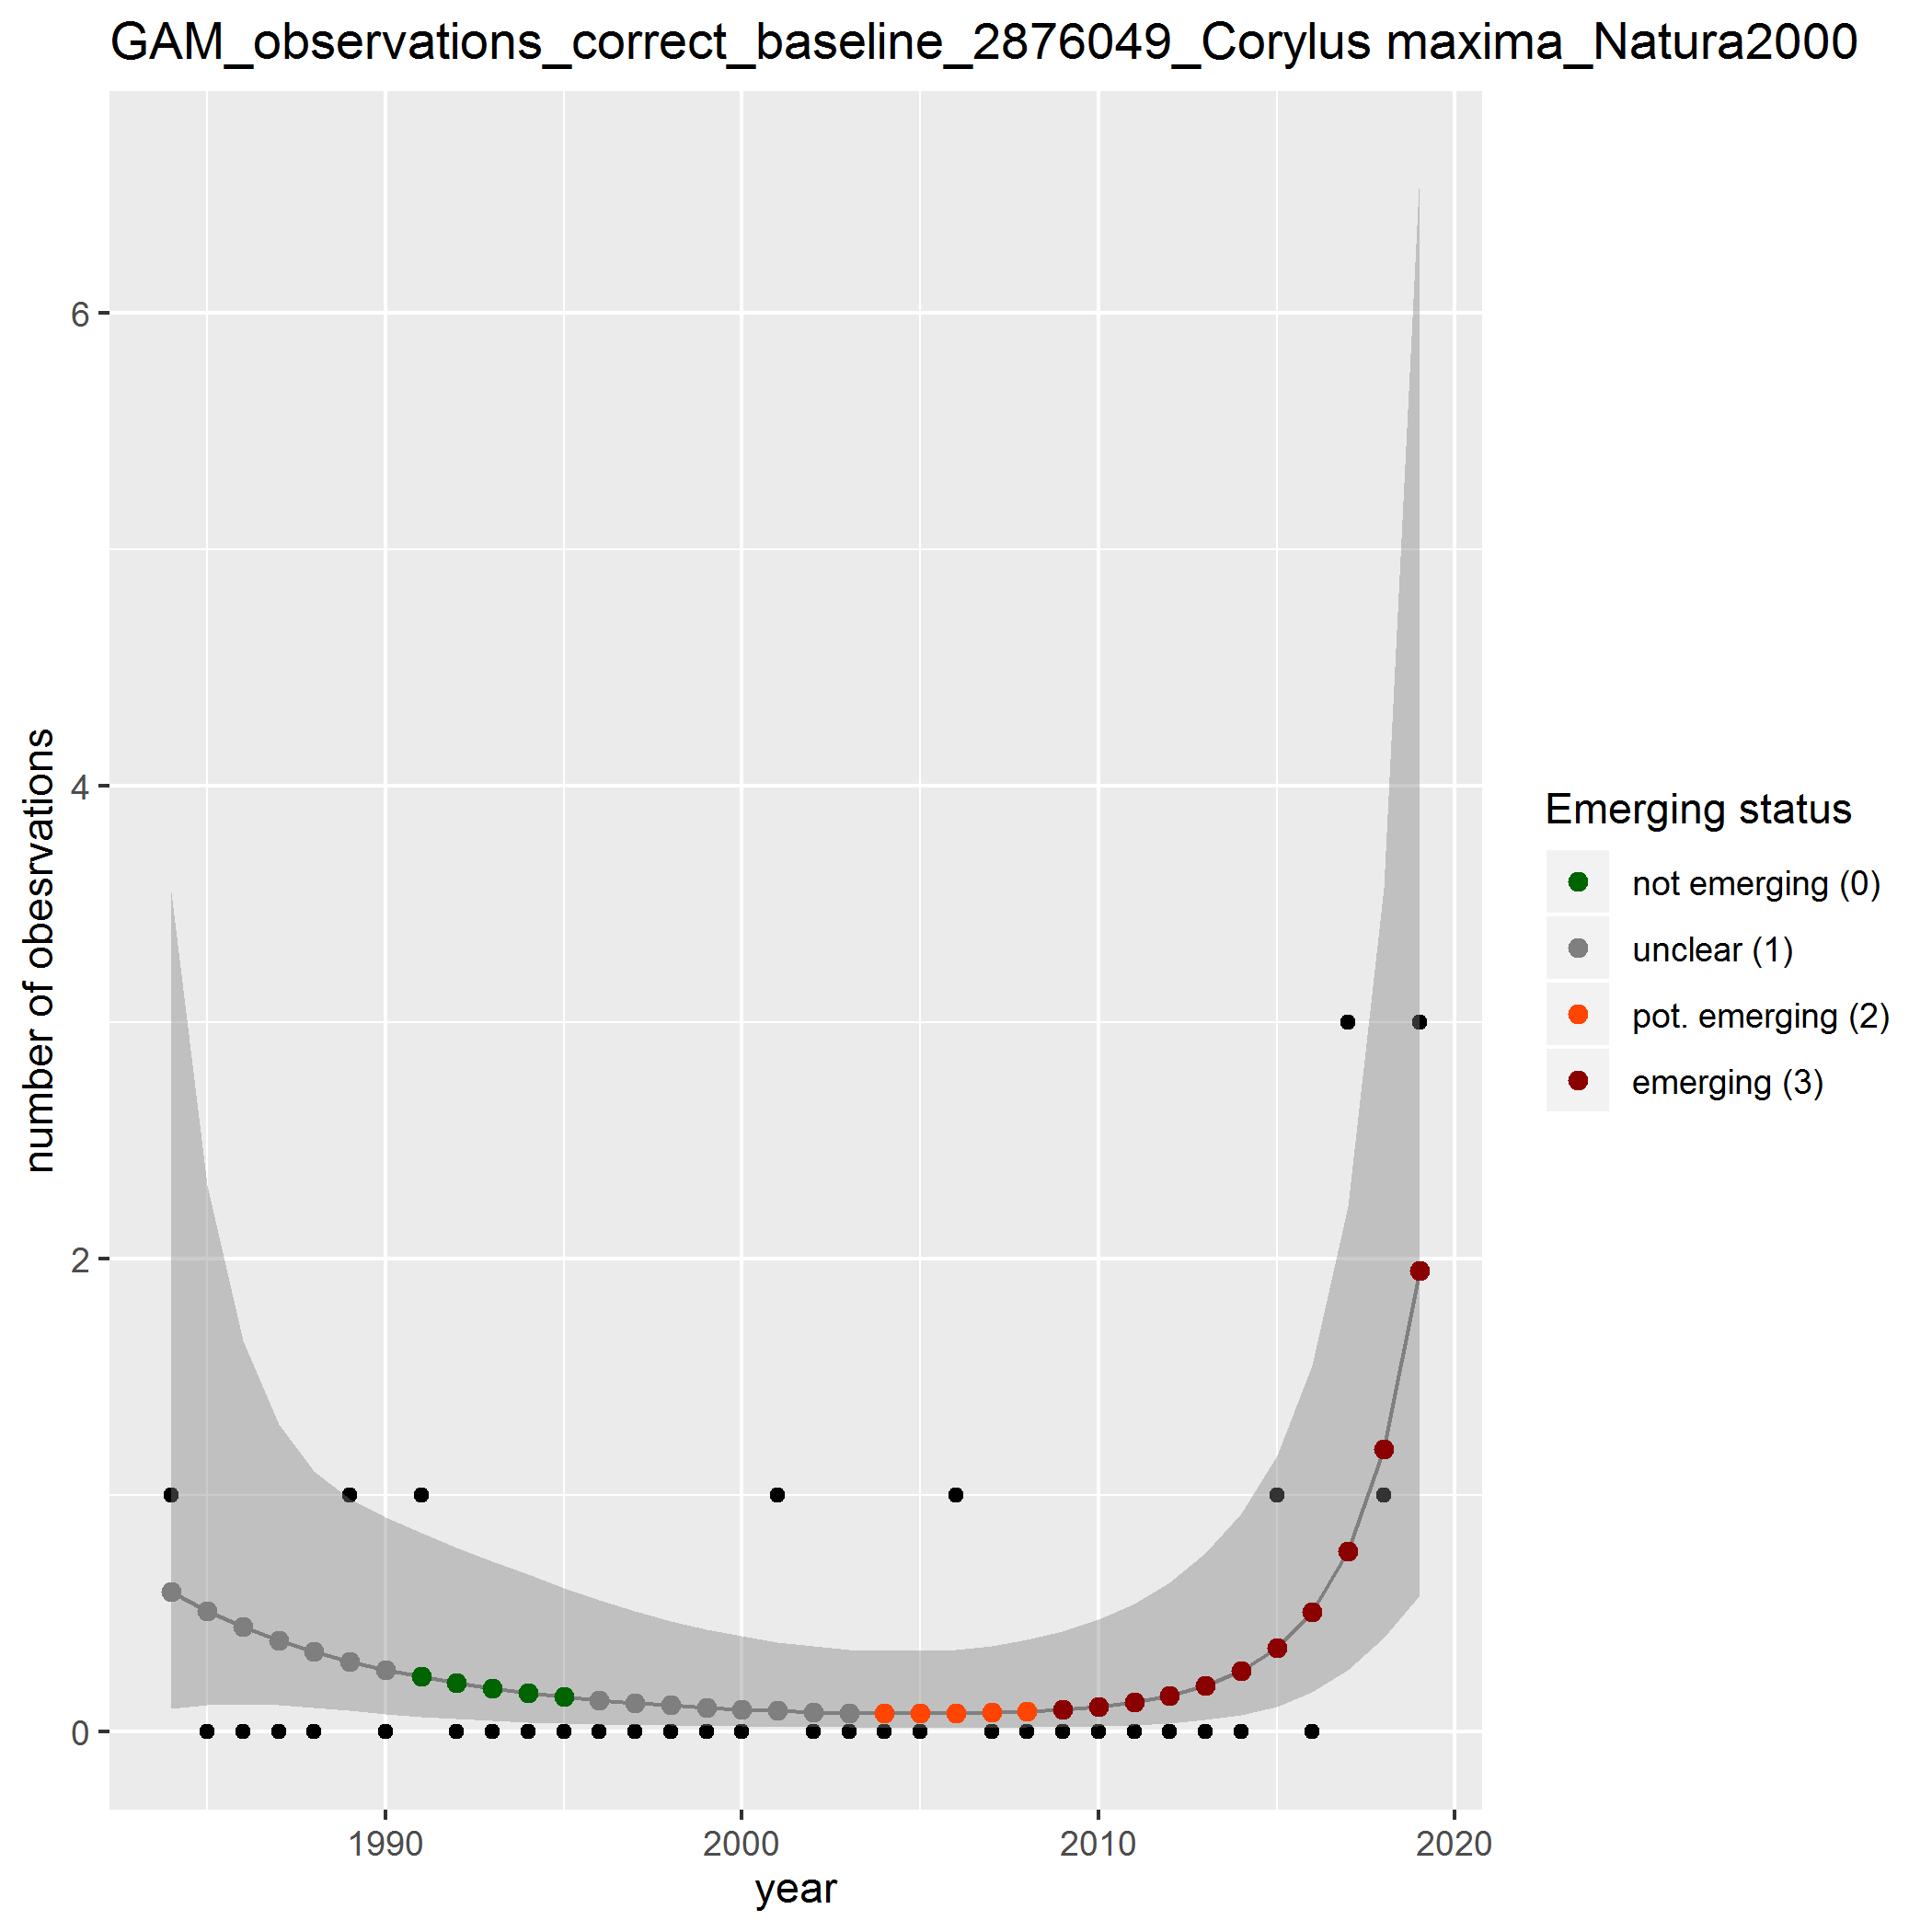 GAM_observations_correct_baseline_2876049_Corylus maxima_Natura2000
number of obesrvations
6
4
2
0
1990
2000
2010
2020
year
Emerging status
not emerging (0)
unclear (1)
pot. emerging (2)
emerging (3)